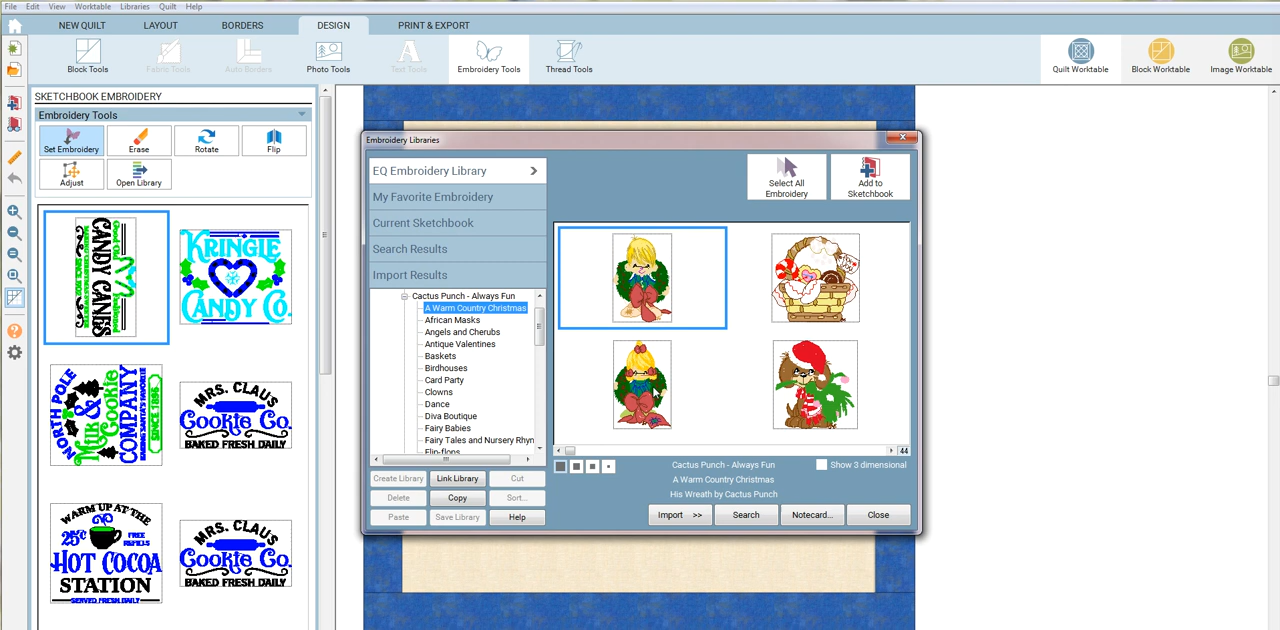 File Edit View Worktable Libraries Quilt Help
NEW QUILT LAYOUT BORDERS DESIGN PRINT & EXPORT
Block Tools Fabric Tools Auto Borders Photo Tools Text Tools Embroidery Tools Thread Tools Quilt Worktable Block Worktable Image Worktable
SKETCHBOOK EMBROIDERY
Embroidery Tools
Set Embroidery Erase Rotate Flip
Adjust Open Library
CANDY CANES
SINCE 1927
KRINGLE
CANDY CO.
NORTH POLE
Milk &
Cookie
COMPANY
SINCE 1896
MRS. CLAUS
Cookie Co.
BAKED FRESH DAILY
WARM UP AT THE
25¢ FREE
REFILLS
HOT COCOA
STATION
SERVED FRESH DAILY
MRS. CLAUS
Cookie Co.
BAKED FRESH DAILY
Embroidery Libraries
EQ Embroidery Library
My Favorite Embroidery
Current Sketchbook
Search Results
Import Results
Cactus Punch - Always Fun
A Warm Country Christmas
African Masks
Angels and Cherubs
Antique Valentines
Baskets
Birdhouses
Card Party
Clowns
Dance
Diva Boutique
Fairy Babies
Fairy Tales and Nursery Rhyn
Flip-flops
Create Library Link Library Cut
Delete Copy Sort...
Paste Save Library Help
Select All
Embroidery
Add to
Sketchbook
44
Cactus Punch - Always Fun
Show 3 dimensional
A Warm Country Christmas
His Wreath by Cactus Punch
Import >> Search Notecard... Close